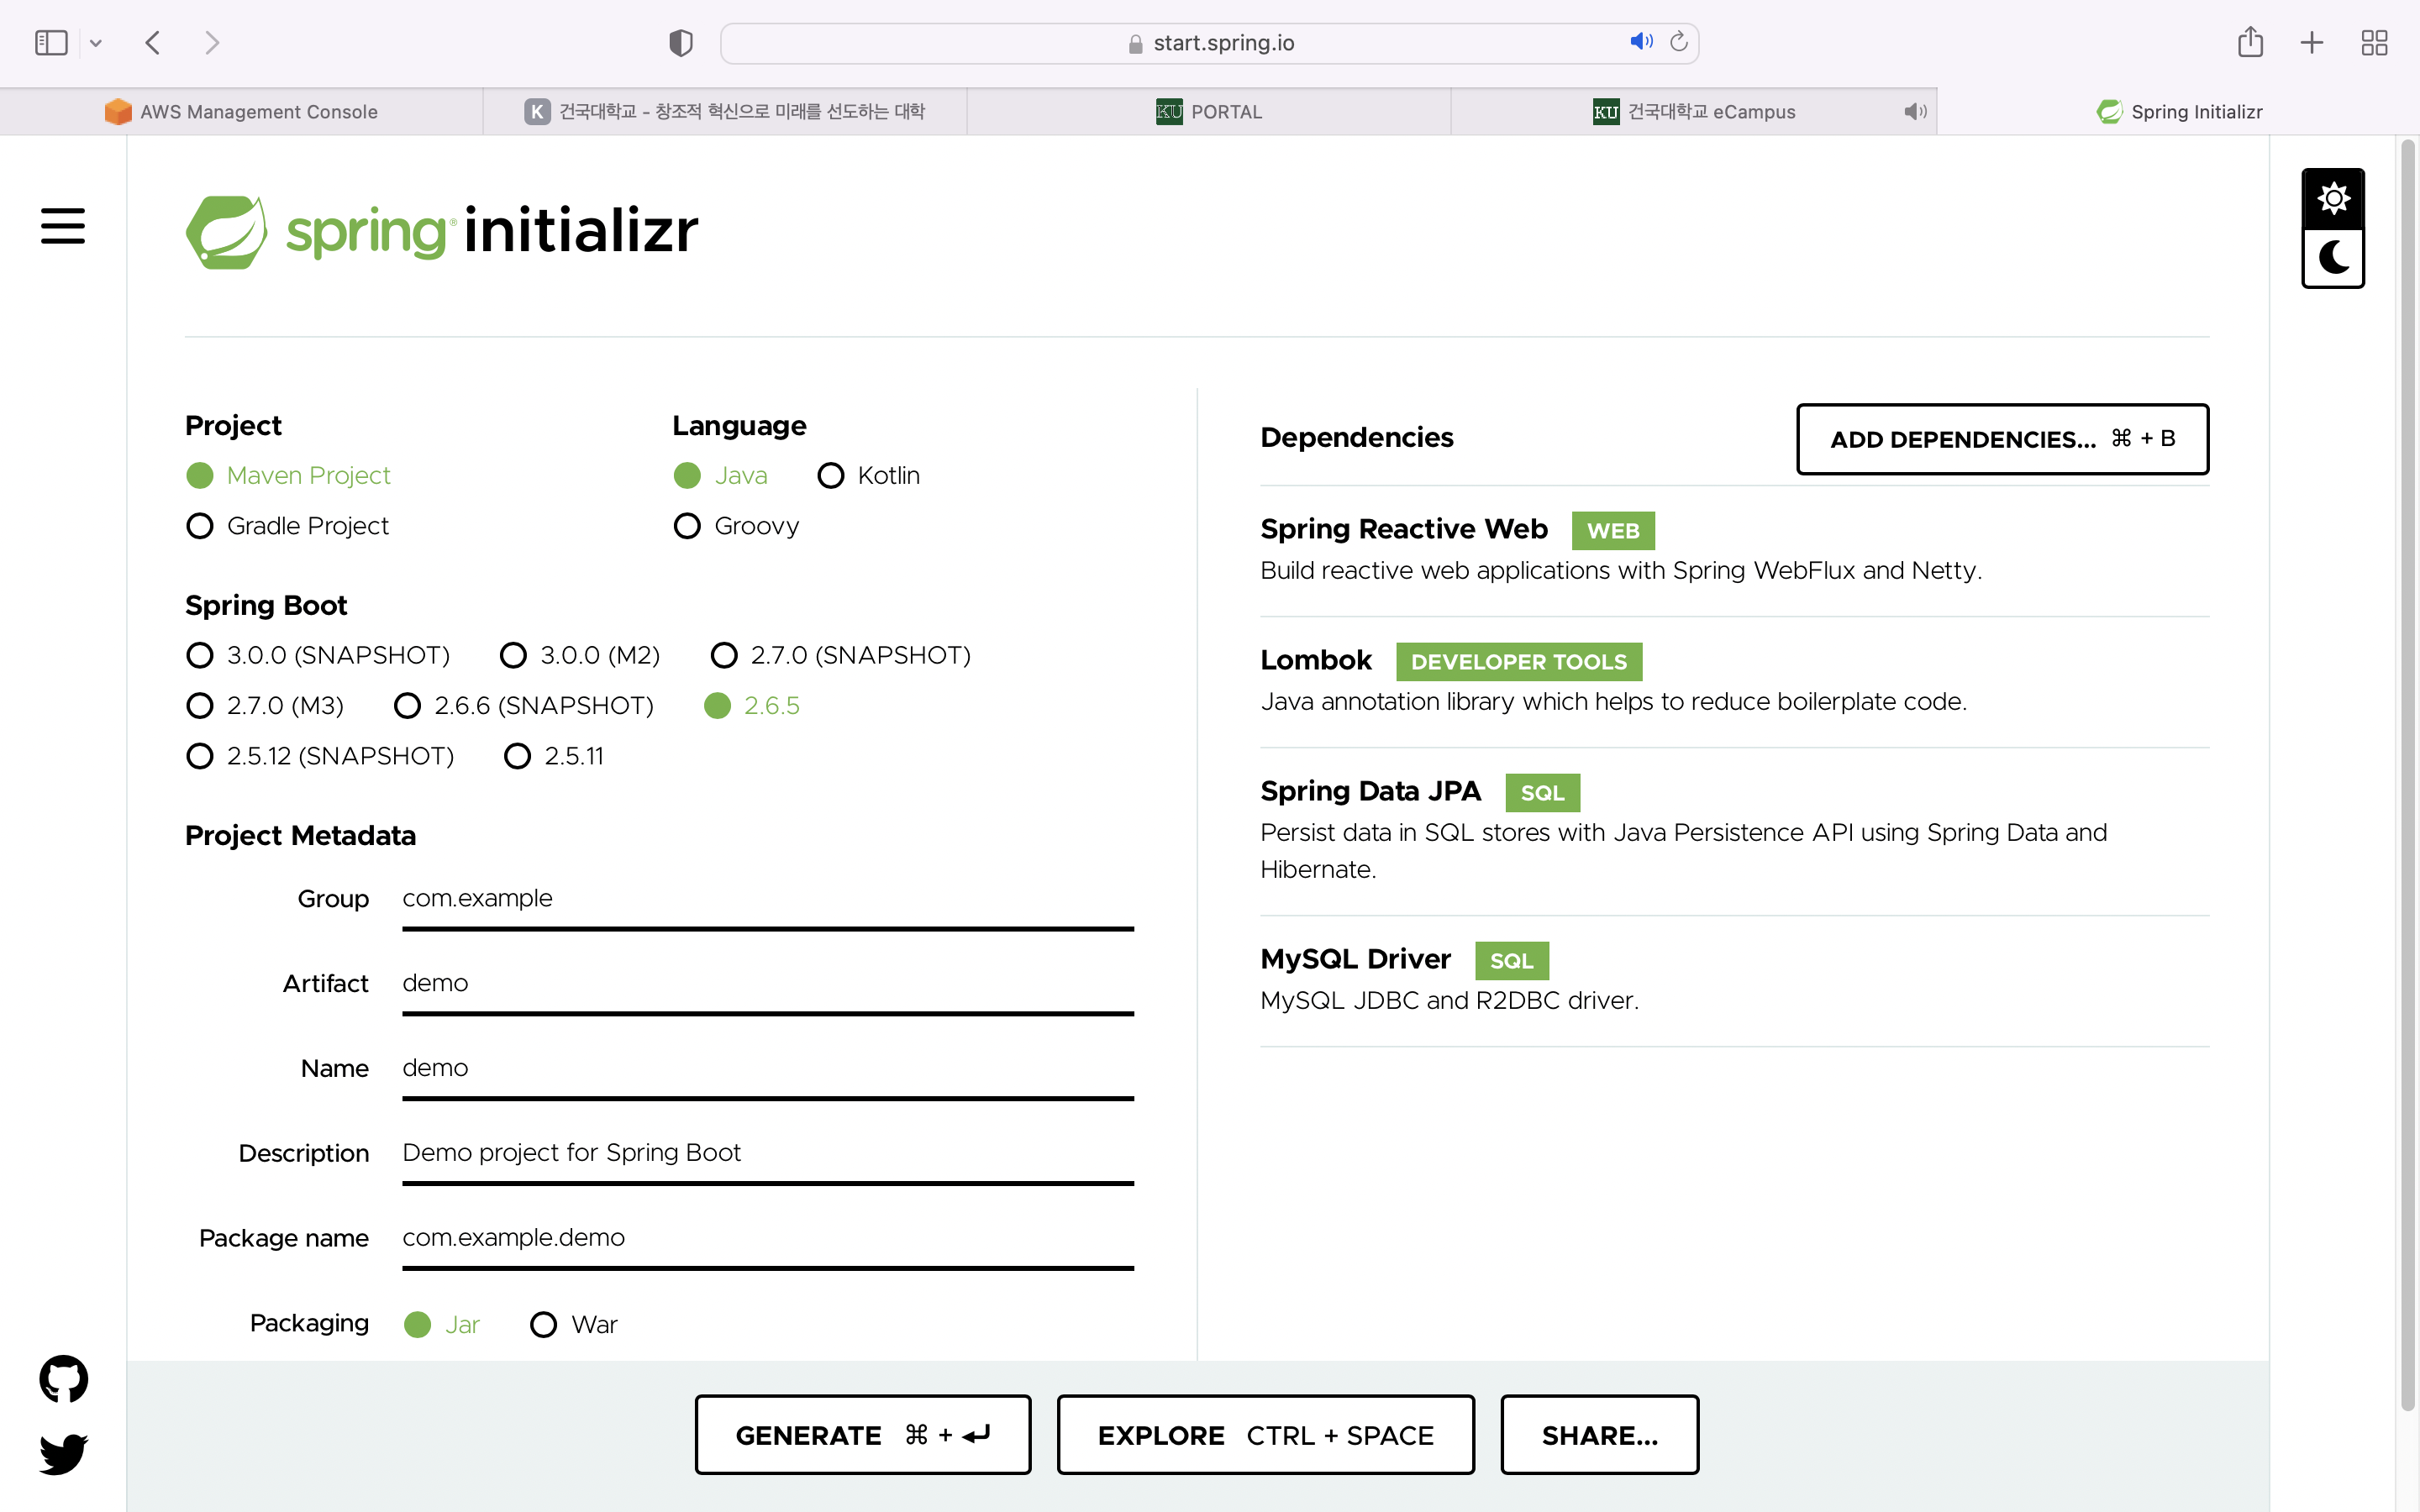 start.spring.io
AWS Management Console
K 건국대학교 - 창조적 혁신으로 미래를 선도하는 대학
KU PORTAL
KU 건국대학교 eCampus
Spring Initializr
spring® initializr
Project
Maven Project
Gradle Project
Language
Java Kotlin
Groovy
Spring Boot
3.0.0 (SNAPSHOT) 3.0.0 (M2) 2.7.0 (SNAPSHOT)
2.7.0 (M3) 2.6.6 (SNAPSHOT) 2.6.5
2.5.12 (SNAPSHOT) 2.5.11
Project Metadata
Group com.example
Artifact demo
Name demo
Description Demo project for Spring Boot
Package name com.example.demo
Packaging Jar War
Dependencies
ADD DEPENDENCIES... ⌘ + B
Spring Reactive Web WEB
Build reactive web applications with Spring WebFlux and Netty.
Lombok DEVELOPER TOOLS
Java annotation library which helps to reduce boilerplate code.
Spring Data JPA SQL
Persist data in SQL stores with Java Persistence API using Spring Data and
Hibernate.
MySQL Driver SQL
MySQL JDBC and R2DBC driver.
GENERATE ⌘ + ⏎
EXPLORE CTRL + SPACE
SHARE...